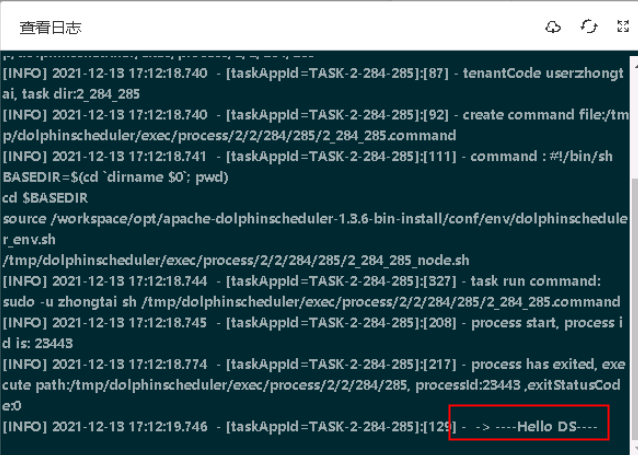 查看日志
[INFO] 2021-12-13 17:12:18.740  - [taskAppId=TASK-2-284-285]:[87] - tenantCode user:zhongt
ai, task dir:2_284_285
[INFO] 2021-12-13 17:12:18.740  - [taskAppId=TASK-2-284-285]:[92] - create command file:/tm
p/dolphinscheduler/exec/process/2/2/284/285/2_284_285.command
[INFO] 2021-12-13 17:12:18.741  - [taskAppId=TASK-2-284-285]:[111] - command : #!/bin/sh
BASEDIR=$(cd `dirname $0`; pwd)
cd $BASEDIR
source /workspace/opt/apache-dolphinscheduler-1.3.6-bin-install/conf/env/dolphinschedule
r_env.sh
/tmp/dolphinscheduler/exec/process/2/2/284/285/2_284_285_node.sh
[INFO] 2021-12-13 17:12:18.744  - [taskAppId=TASK-2-284-285]:[327] - task run command:
sudo -u zhongtai sh /tmp/dolphinscheduler/exec/process/2/2/284/285/2_284_285.command
[INFO] 2021-12-13 17:12:18.745  - [taskAppId=TASK-2-284-285]:[208] - process start, process i
d is: 23443
[INFO] 2021-12-13 17:12:18.774  - [taskAppId=TASK-2-284-285]:[217] - process has exited, exe
cute path:/tmp/dolphinscheduler/exec/process/2/2/284/285, processId:23443 ,exitStatusCod
e:0
[INFO] 2021-12-13 17:12:19.746  - [taskAppId=TASK-2-284-285]:[129] -  -> ----Hello DS----